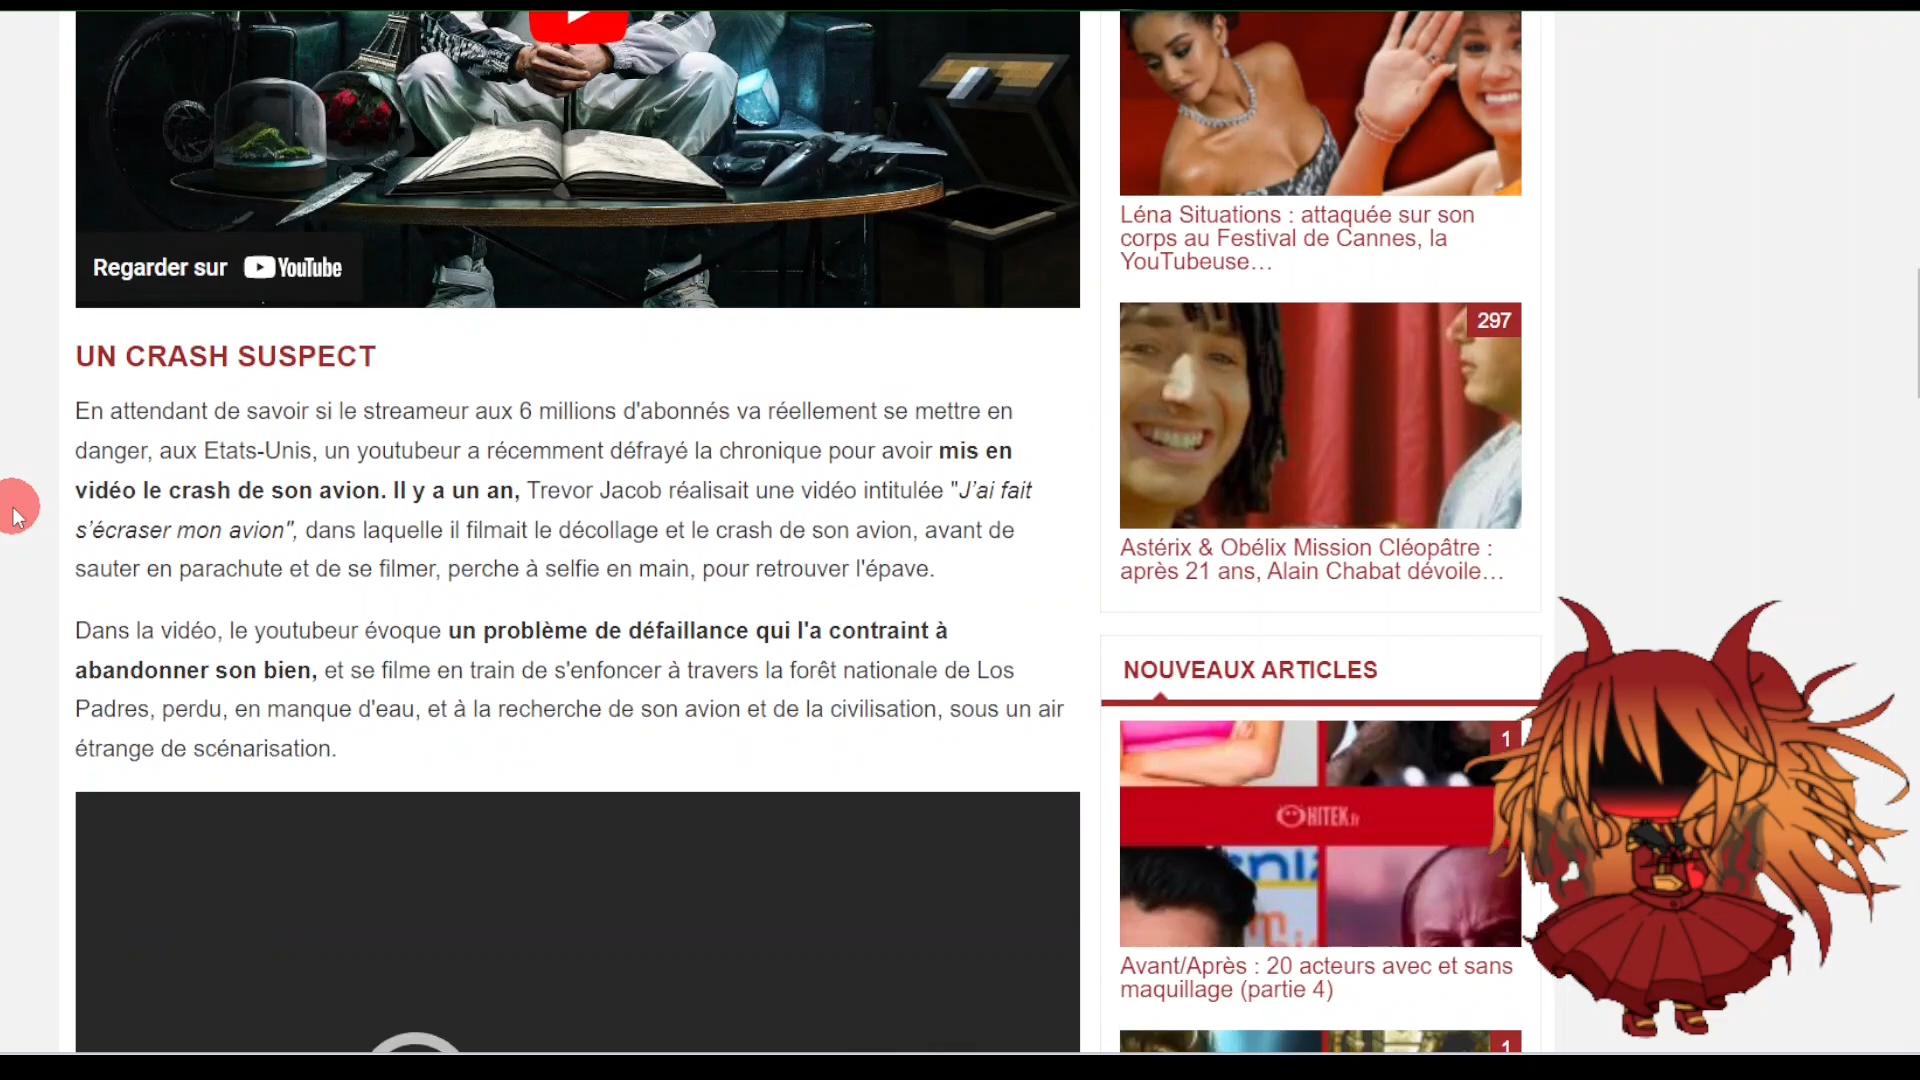 Regarder sur YouTube
UN CRASH SUSPECT
En attendant de savoir si le streameur aux 6 millions d'abonnés va réellement se mettre en
danger, aux Etats-Unis, un youtubeur a récemment défrayé la chronique pour avoir mis en
vidéo le crash de son avion. Il y a un an, Trevor Jacob réalisait une vidéo intitulée "J’ai fait
s’écraser mon avion", dans laquelle il filmait le décollage et le crash de son avion, avant de
sauter en parachute et de se filmer, perche à selfie en main, pour retrouver l'épave.
Dans la vidéo, le youtubeur évoque un problème de défaillance qui l'a contraint à
abandonner son bien, et se filme en train de s'enfoncer à travers la forêt nationale de Los
Padres, perdu, en manque d'eau, et à la recherche de son avion et de la civilisation, sous un air
étrange de scénarisation.
Léna Situations : attaquée sur son
corps au Festival de Cannes, la
YouTubeuse…
297
Astérix & Obélix Mission Cléopâtre :
après 21 ans, Alain Chabat dévoile…
NOUVEAUX ARTICLES
1
HITEK.fr
Avant/Après : 20 acteurs avec et sans
maquillage (partie 4)
1